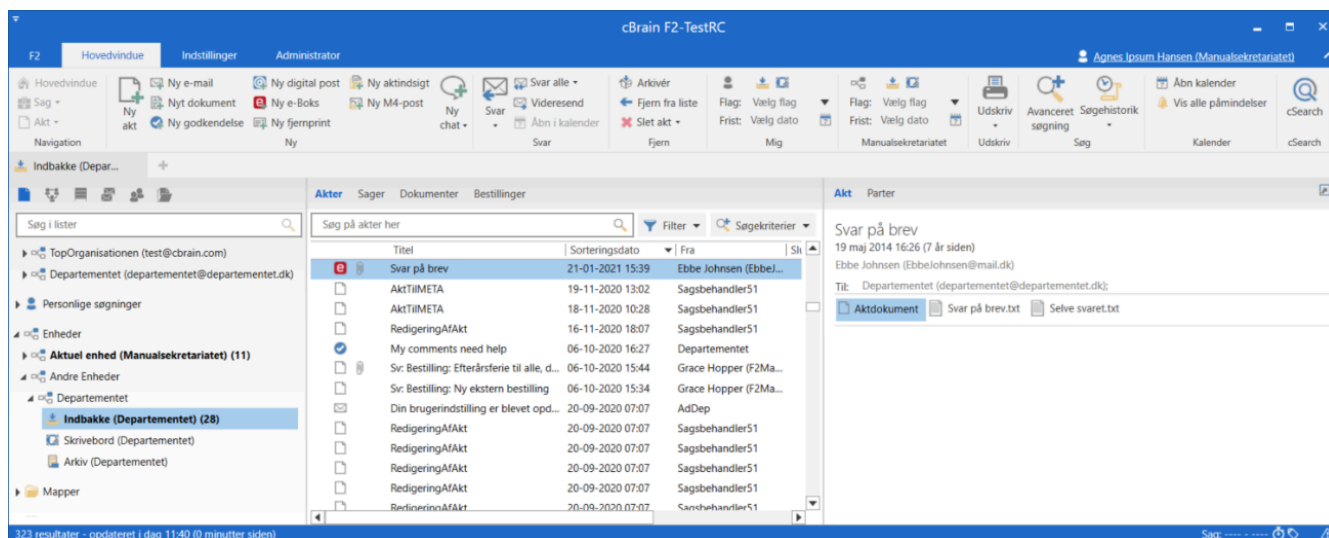 cBrain F2-TestRC
F2 Hovedvindue Indstillinger Administrator Agnes Ipsum Hansen (Manualsekretariatet)
Hovedvindue
Sag
Akt
Navigation
Ny akt
Ny e-mail
Nyt dokument
Ny godkendelse
Ny digital post
Ny e-Boks
Ny fjernprint
Ny aktindsigt
Ny M4-post
Ny chat
Ny
Svar
Svar alle
Videresend
Åbn i kalender
Svar
Arkivér
Fjern fra liste
Slet akt
Fjern
Flag: Vælg flag
Frist: Vælg dato
Mig
Flag: Vælg flag
Frist: Vælg dato
Manualsekretariatet
Udskriv
Udskriv
Avanceret søgning
Søgehistorik
Søg
Åbn kalender
Vis alle påmindelser
Kalender
cSearch
cSearch
Indbakke (Depar...
Søg i lister
TopOrganisationen (test@cbrain.com)
Departementet (departementet@departementet.dk)
Personlige søgninger
Enheder
Aktuel enhed (Manualsekretariatet) (11)
Andre Enheder
Departementet
Indbakke (Departementet) (28)
Skrivebord (Departementet)
Arkiv (Departementet)
Mapper
Akter Sager Dokumenter Bestillinger
Søg på akter her Filter Søgekriterier
Titel Sorteringsdato Fra
Svar på brev 21-01-2021 15:39 Ebbe Johnsen (EbbeJ...
AktTilMETA 19-11-2020 13:02 Sagsbehandler51
AktTilMETA 18-11-2020 10:28 Sagsbehandler51
RedigeringAfAkt 16-11-2020 18:07 Sagsbehandler51
My comments need help 06-10-2020 16:27 Departementet
Sv: Bestilling: Efterårsferie til alle, d... 06-10-2020 15:44 Grace Hopper (F2Ma...
Sv: Bestilling: Ny ekstern bestilling 06-10-2020 15:34 Grace Hopper (F2Ma...
Din brugerindstilling er blevet opd... 20-09-2020 07:07 AdDep
RedigeringAfAkt 20-09-2020 07:07 Sagsbehandler51
RedigeringAfAkt 20-09-2020 07:07 Sagsbehandler51
RedigeringAfAkt 20-09-2020 07:07 Sagsbehandler51
RedigeringAfAkt 20-09-2020 07:07 Sagsbehandler51
RedigeringAfAkt 20-09-2020 07:07 Sagsbehandler51
Akt Parter
Svar på brev
19 maj 2014 16:26 (7 år siden)
Ebbe Johnsen (EbbeJohnsen@mail.dk)
Til: Departementet (departementet@departementet.dk);
Aktdokument Svar på brev.txt Selve svaret.txt
323 resultater - opdateret i dag 11:40 (0 minutter siden) Sag: ---- - ----